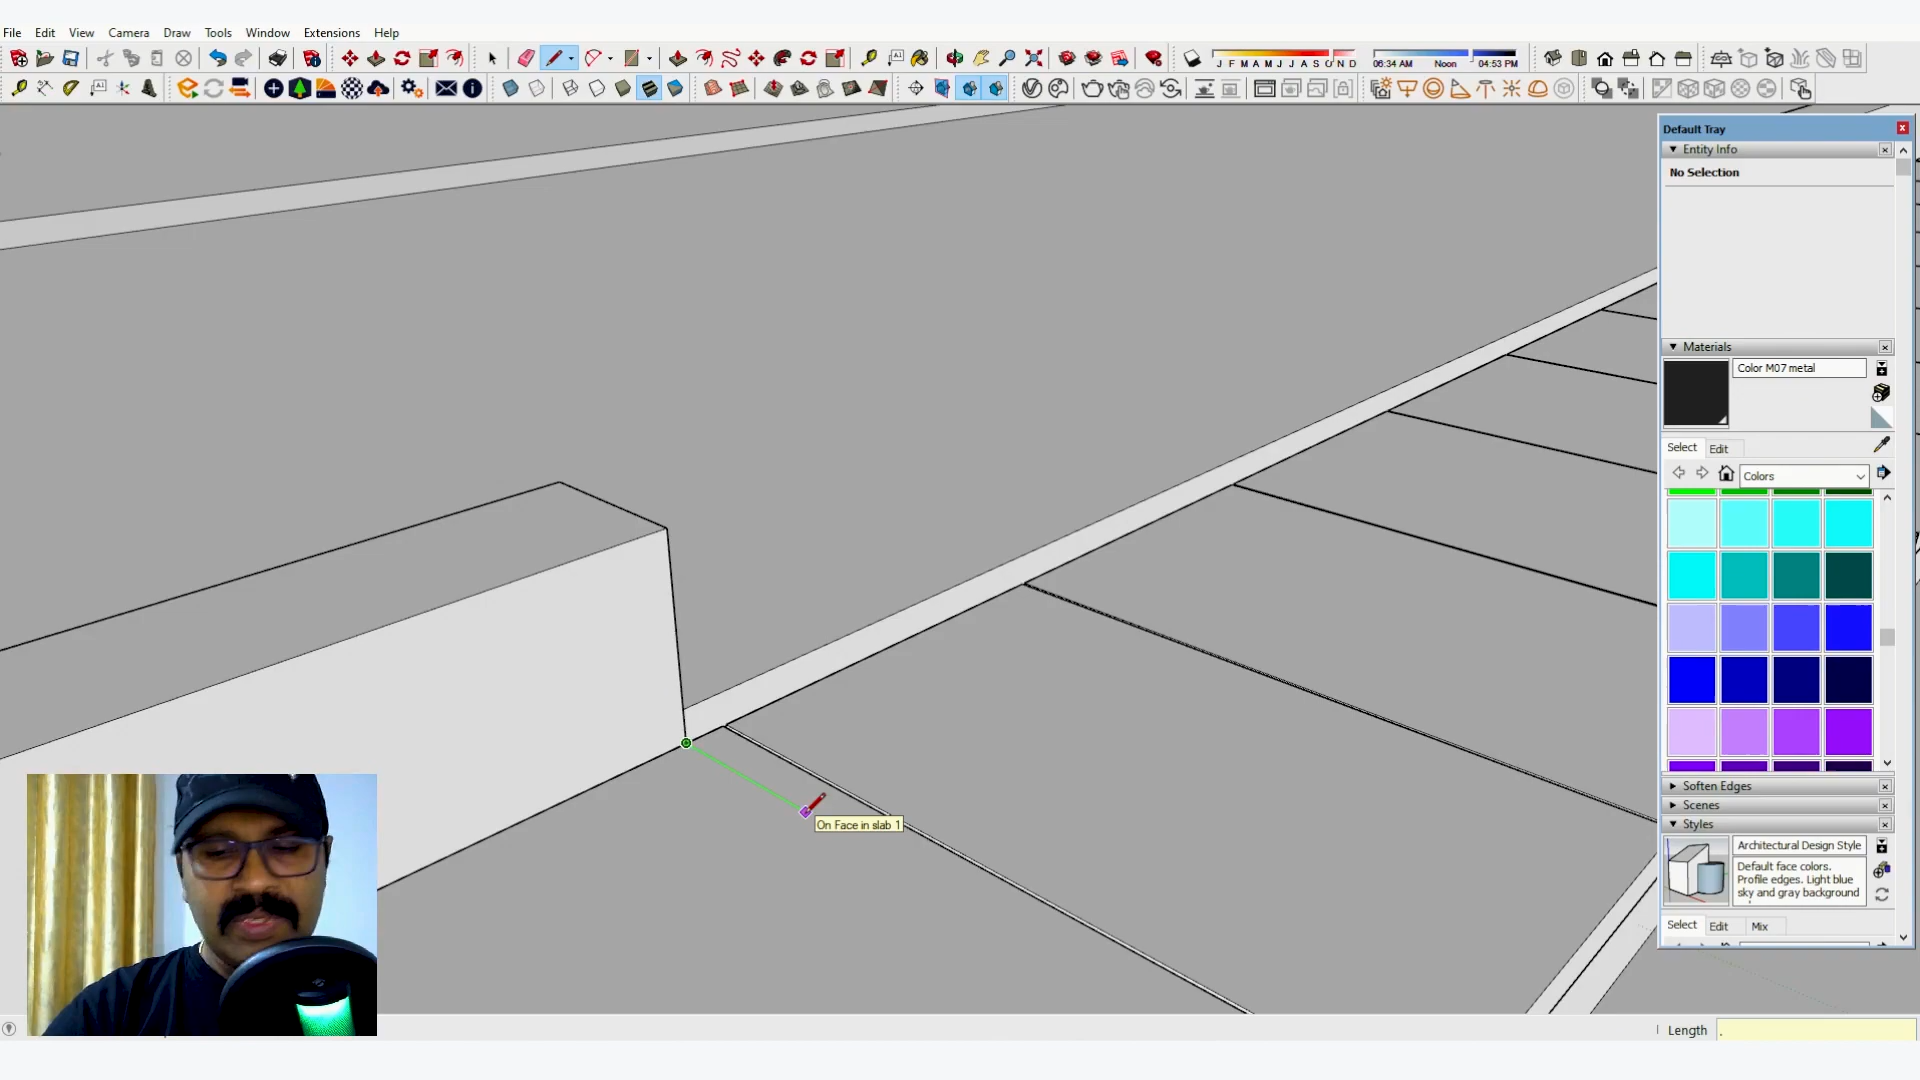 File Edit View Camera Draw Tools Window Extensions Help
J F M A M J J A S O N D 06:34 AM Noon 04:53 PM
Default Tray
Entity Info
No Selection
Materials
Color M07 metal
Select Edit
Colors
On Face in slab 1
Soften Edges
Scenes
Styles
Architectural Design Style
Default face colors.
Profile edges. Light blue
sky and gray background
Select Edit Mix
Length .